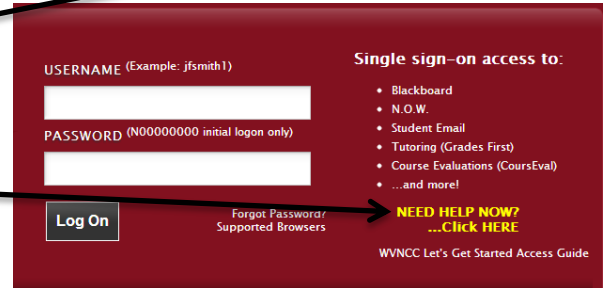 USERNAME (Example: jfsmith1)
PASSWORD (N00000000 initial logon only)
Log On
Forgot Password?
Supported Browsers
Single sign-on access to:
• Blackboard
• N.O.W.
• Student Email
• Tutoring (Grades First)
• Course Evaluations (CoursEval)
• ...and more!
NEED HELP NOW?
...Click HERE
WVNCC Let's Get Started Access Guide